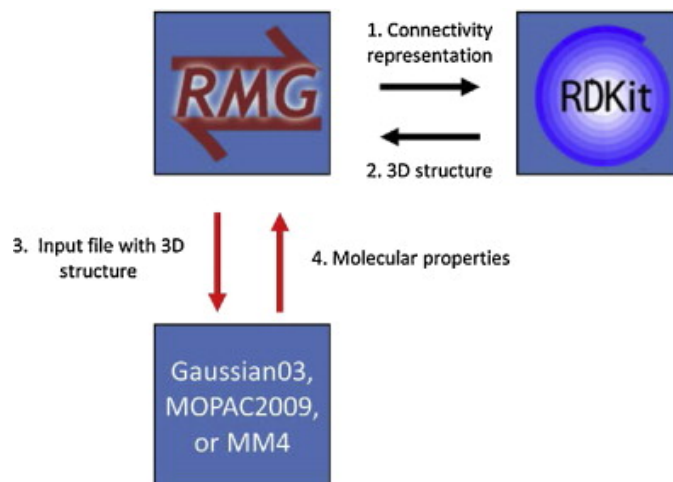 RMG
1. Connectivity
representation
RDKit
2. 3D structure
3. Input file with 3D
structure
4. Molecular properties
Gaussian03,
MOPAC2009,
or MM4